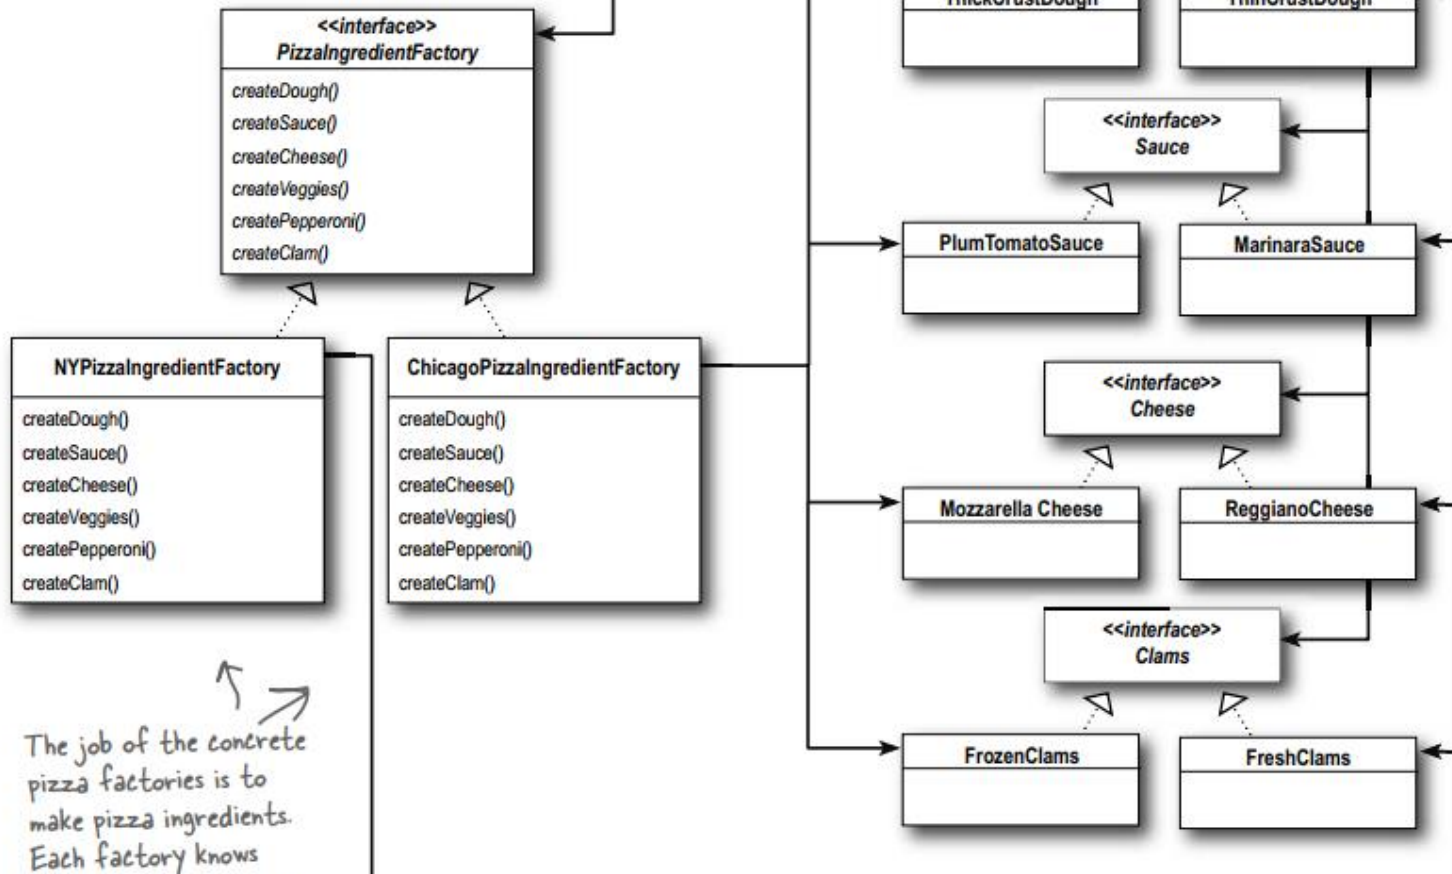 <<interface>>
PizzaIngredientFactory
createDough()
createSauce()
createCheese()
createVeggies()
createPepperoni()
createClam()
NYPizzaIngredientFactory
createDough()
createSauce()
createCheese()
createVeggies()
createPepperoni()
createClam()
ChicagoPizzaIngredientFactory
createDough()
createSauce()
createCheese()
createVeggies()
createPepperoni()
createClam()
The job of the concrete
pizza factories is to
make pizza ingredients.
Each factory knows
ThickCrustDough
ThinCrustDough
<<interface>>
Sauce
PlumTomatoSauce
MarinaraSauce
<<interface>>
Cheese
Mozzarella Cheese
ReggianoCheese
<<interface>>
Clams
FrozenClams
FreshClams